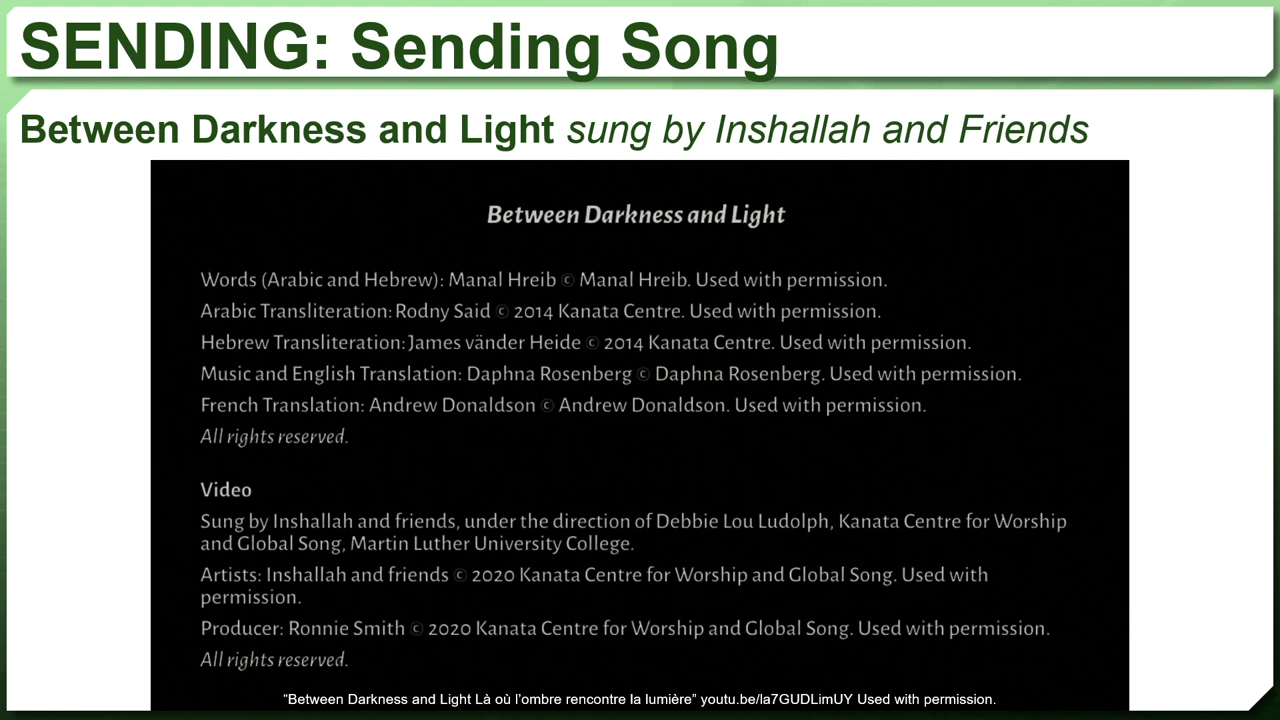 SENDING: Sending Song
Between Darkness and Light sung by Inshallah and Friends
Between Darkness and Light
Words (Arabic and Hebrew): Manal Hreib © Manal Hreib. Used with permission.
Arabic Transliteration: Rodny Said © 2014 Kanata Centre. Used with permission.
Hebrew Transliteration: James vänder Heide © 2014 Kanata Centre. Used with permission.
Music and English Translation: Daphna Rosenberg © Daphna Rosenberg. Used with permission.
French Translation: Andrew Donaldson © Andrew Donaldson. Used with permission.
All rights reserved.
Video
Sung by Inshallah and friends, under the direction of Debbie Lou Ludolph, Kanata Centre for Worship
and Global Song, Martin Luther University College.
Artists: Inshallah and friends © 2020 Kanata Centre for Worship and Global Song. Used with
permission.
Producer: Ronnie Smith © 2020 Kanata Centre for Worship and Global Song. Used with permission.
All rights reserved.
“Between Darkness and Light Là où l’ombre rencontre la lumière” youtu.be/la7GUDLimUY Used with permission.